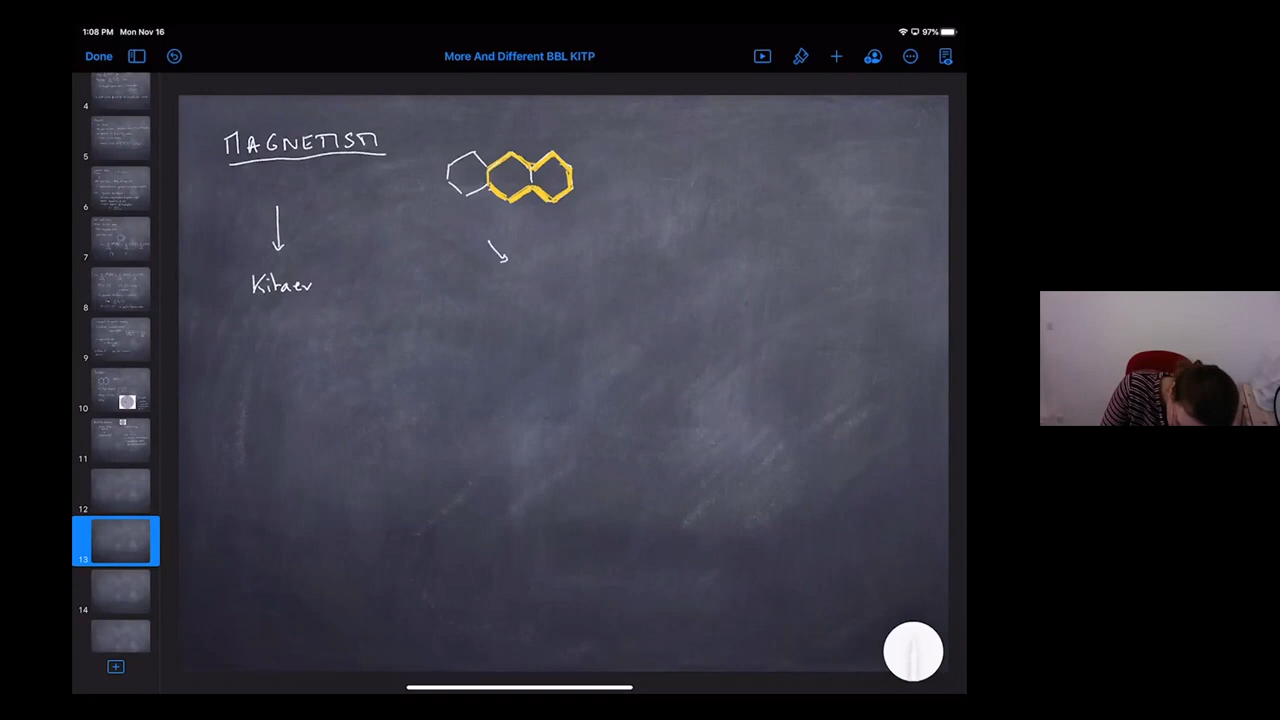 1:08 PM Mon Nov 16
97%
Done
More And Different BBL KITP
MAGNETISM
Kitaev
4
5
6
7
8
9
10
11
12
13
14